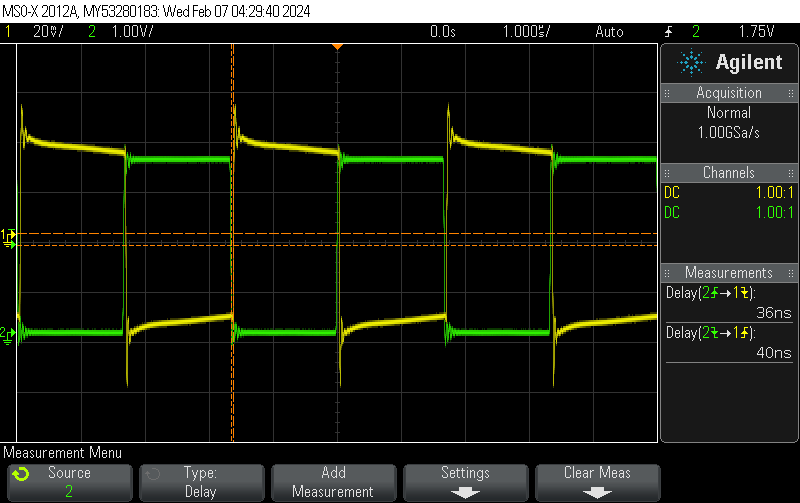 MSO-X 2012A, MY53280183: Wed Feb 07 04:29:40 2024
1 20mV/ 2 1.00V/ 0.0s 1.000us/ Auto 2 1.75V
Agilent
Acquisition
Normal
1.00GSa/s
Channels
DC 1.00:1
DC 1.00:1
Measurements
Delay(2→1):
36ns
Delay(2→1):
40ns
1
2
Measurement Menu
Source
2
Type:
Delay
Add
Measurement
Settings
Clear Meas